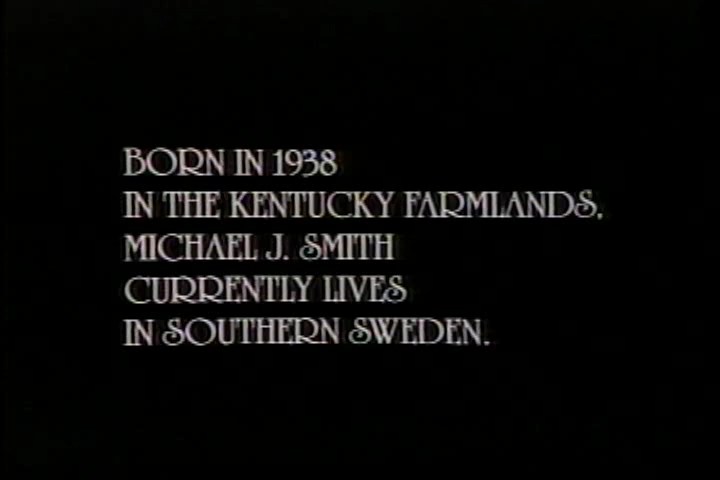 BORN IN 1938
IN THE KENTUCKY FARMLANDS,
MICHAEL J. SMITH
CURRENTLY LIVES
IN SOUTHERN SWEDEN.